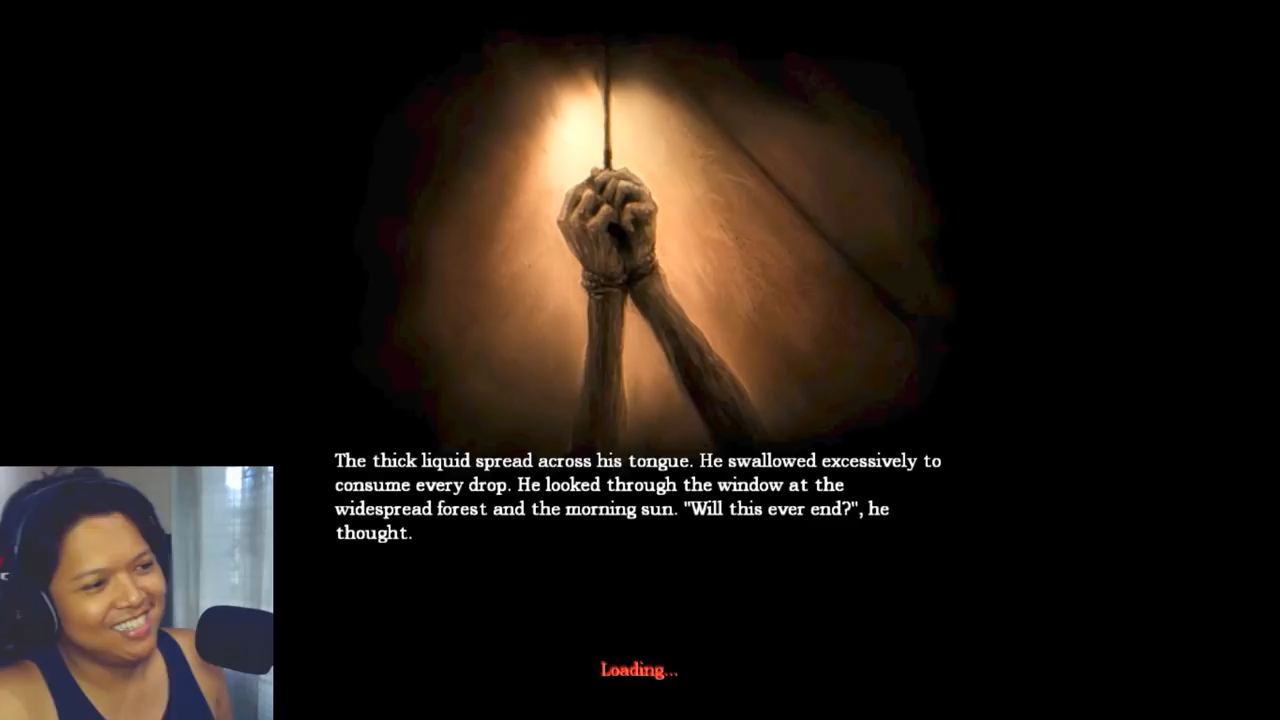 The thick liquid spread across his tongue. He swallowed excessively to
consume every drop. He looked through the window at the
widespread forest and the morning sun. "Will this ever end?", he
thought.
Loading...